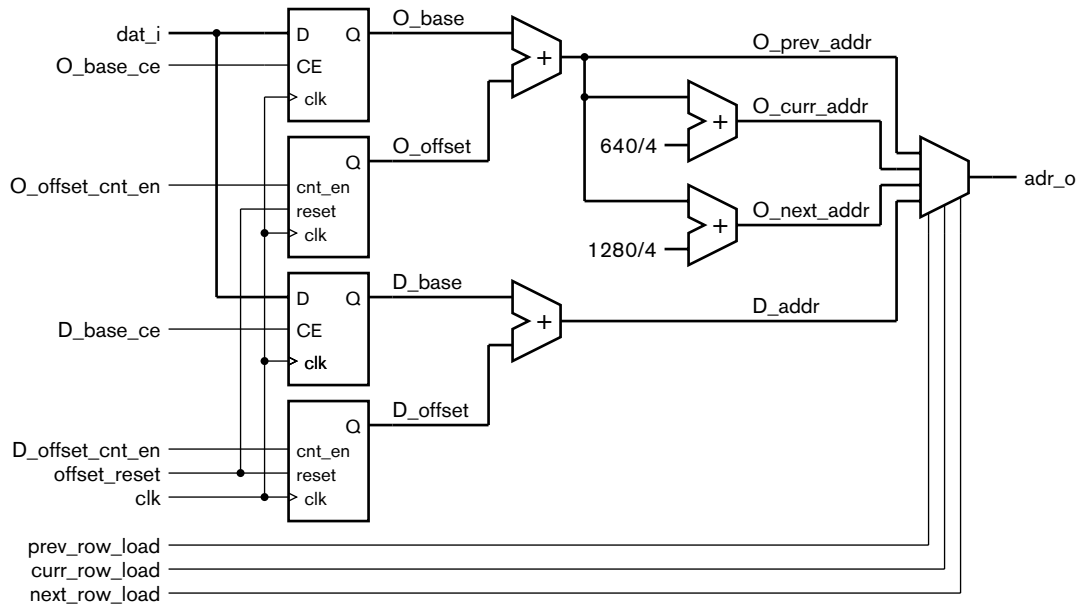 O_base
dat_i D Q
O_base_ce CE +
clk
O_prev_addr
O_curr_addr
+
640/4
O_offset
Q
O_offset_cnt_en cnt_en
reset
clk
adr_o
O_next_addr
+
1280/4
D_base
D Q
D_base_ce CE +
clk
D_addr
D_offset
Q
D_offset_cnt_en cnt_en
offset_reset reset
clk clk
prev_row_load
curr_row_load
next_row_load